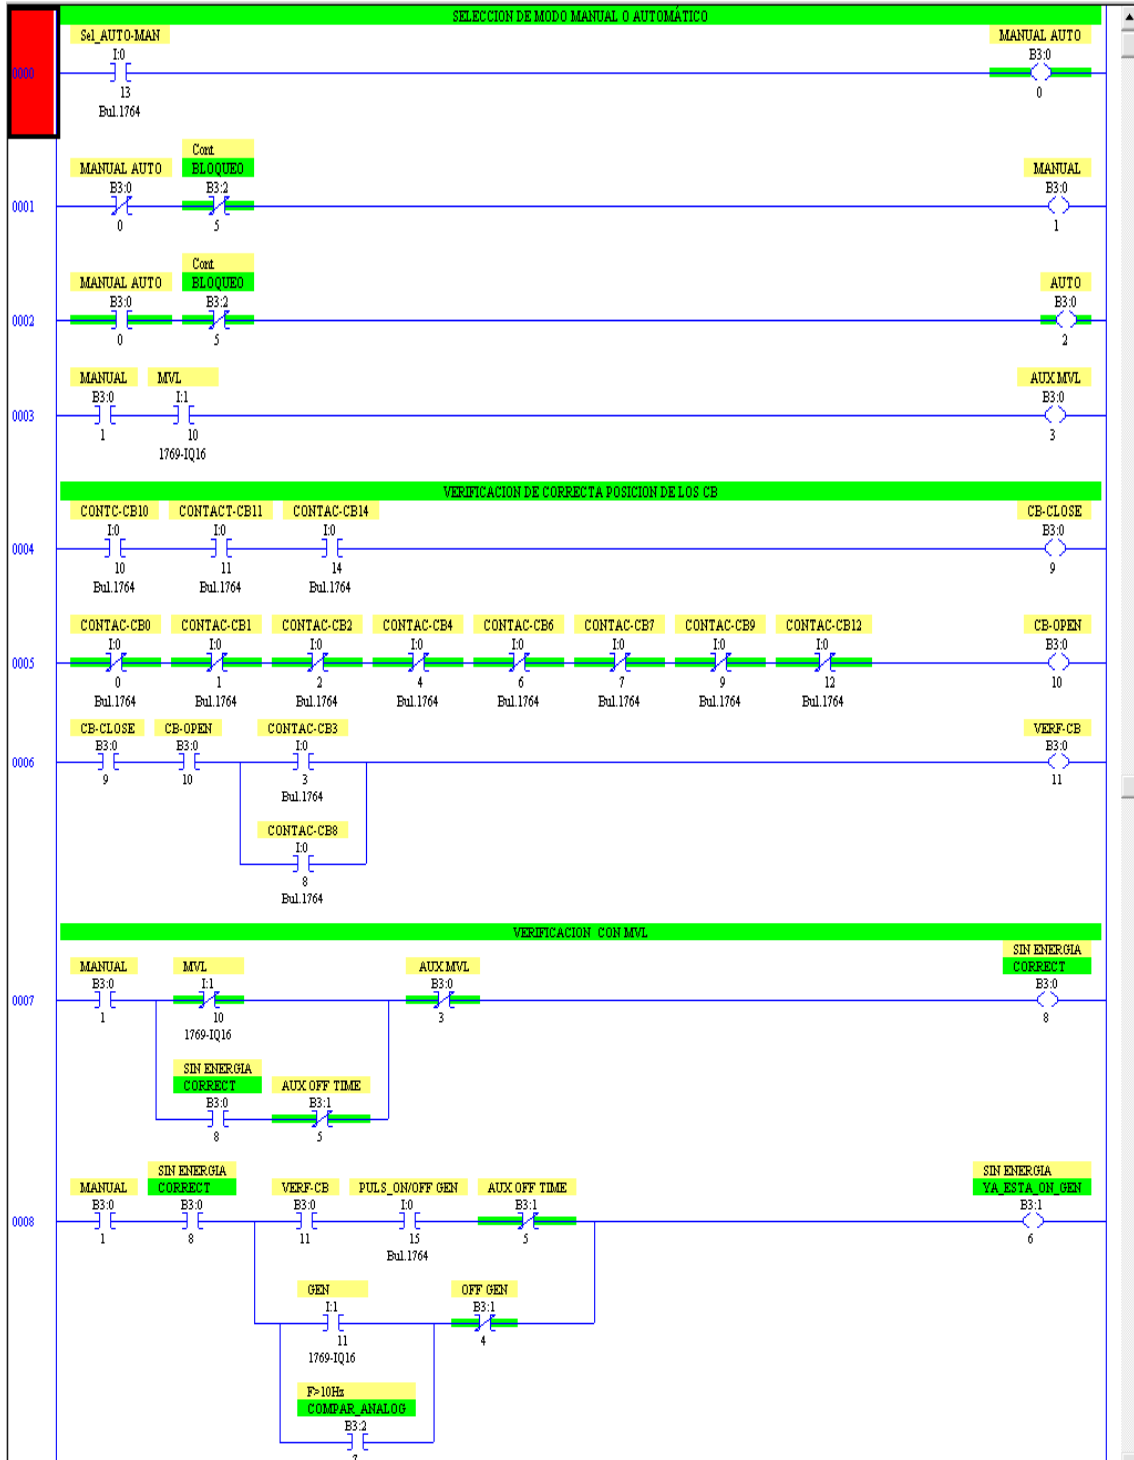 SELECCION DE MODO MANUAL O AUTOMÁTICO
Sel_AUTO-MAN MANUAL AUTO
I:0 B3:0
0000
13 0
Bul.1764
Cont
MANUAL AUTO BLOQUEO MANUAL
B3:0 B3:2 B3:0
0001
0 5 1
Cont
MANUAL AUTO BLOQUEO AUTO
B3:0 B3:2 B3:0
0002
0 5 2
MANUAL MVL AUX MVL
B3:0 I:1 B3:0
0003
1 10 3
1769-IQ16
VERIFICACION DE CORRECTA POSICION DE LOS CB
CONTC-CB10 CONTACT-CB11 CONTAC-CB14 CB-CLOSE
I:0 I:0 I:0 B3:0
0004
10 11 14 9
Bul.1764 Bul.1764 Bul.1764
CONTAC-CB0 CONTAC-CB1 CONTAC-CB2 CONTAC-CB4 CONTAC-CB6 CONTAC-CB7 CONTAC-CB9 CONTAC-CB12 CB-OPEN
I:0 I:0 I:0 I:0 I:0 I:0 I:0 I:0 B3:0
0005
0 1 2 4 6 7 9 12 10
Bul.1764 Bul.1764 Bul.1764 Bul.1764 Bul.1764 Bul.1764 Bul.1764 Bul.1764
CB-CLOSE CB-OPEN CONTAC-CB3 VERF-CB
B3:0 B3:0 I:0 B3:0
0006
9 10 3 11
Bul.1764
CONTAC-CB8
I:0
8
Bul.1764
VERIFICACION CON MVL
SIN ENERGIA
MANUAL MVL AUX MVL CORRECT
B3:0 I:1 B3:0 B3:0
0007
1 10 3 8
1769-IQ16
SIN ENERGIA
CORRECT AUX OFF TIME
B3:0 B3:1
8 5
SIN ENERGIA SIN ENERGIA
MANUAL CORRECT VERF-CB PULS_ON/OFF GEN AUX OFF TIME YA_ESTA_ON_GEN
B3:0 B3:0 B3:0 I:0 B3:1 B3:1
0008
1 8 11 15 5 6
Bul.1764
GEN OFF GEN
I:1 B3:1
11 4
1769-IQ16
F>10Hz
COMPAR_ANALOG
B3:2
7